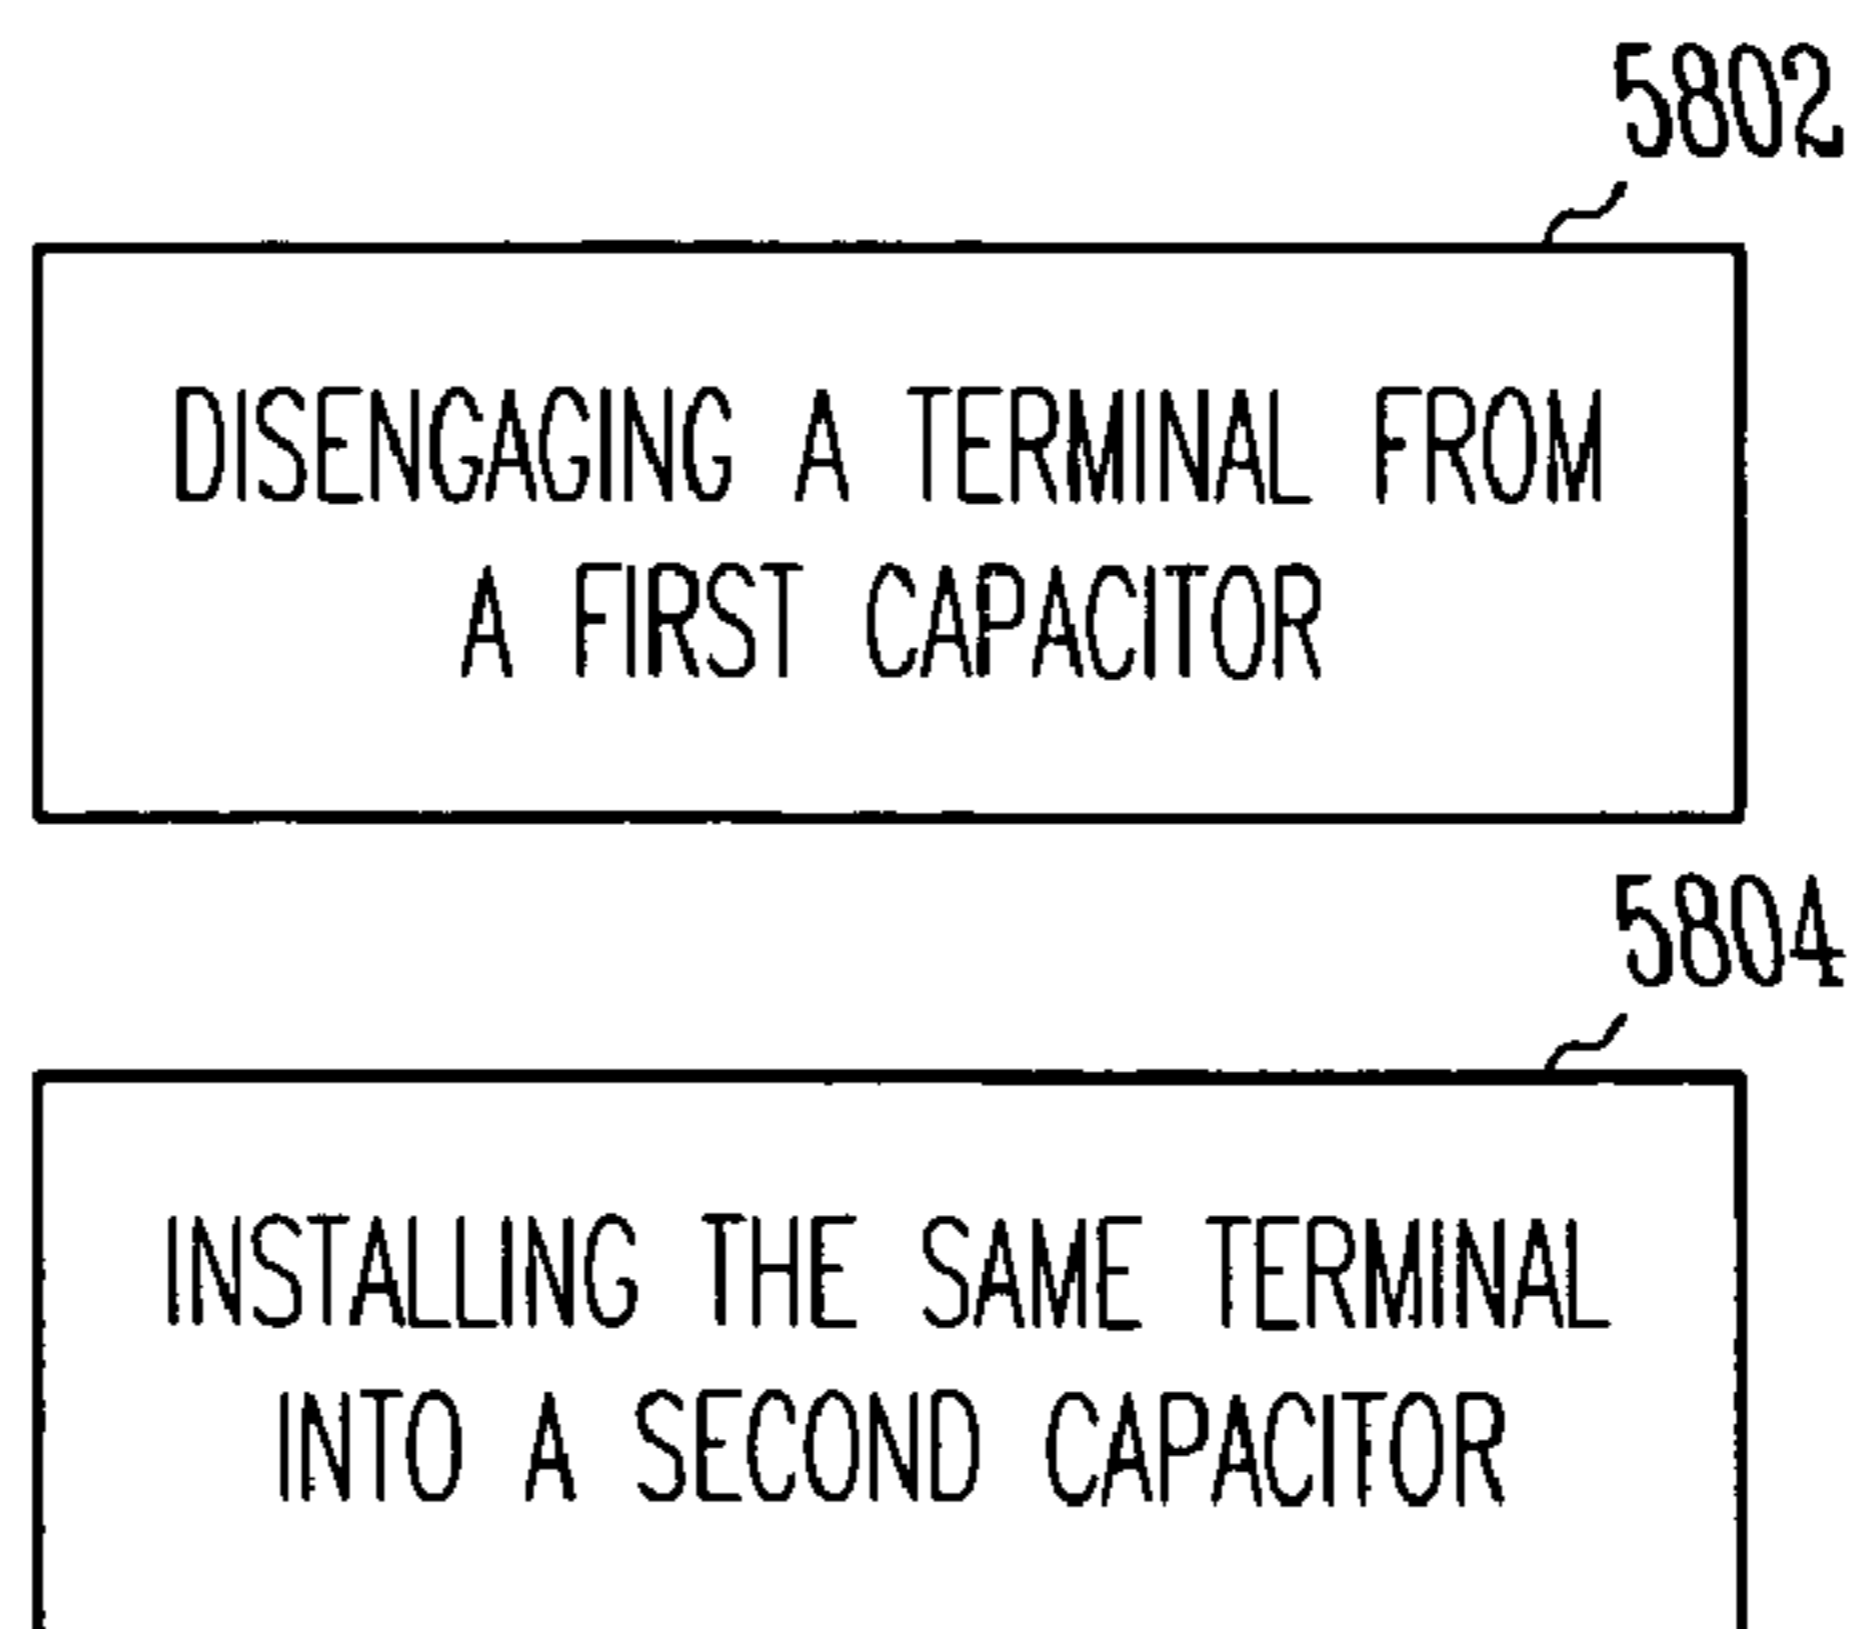 5802
DISENGAGING A TERMINAL FROM
A FIRST CAPACITOR
5804
INSTALLING THE SAME TERMINAL
INTO A SECOND CAPACITOR